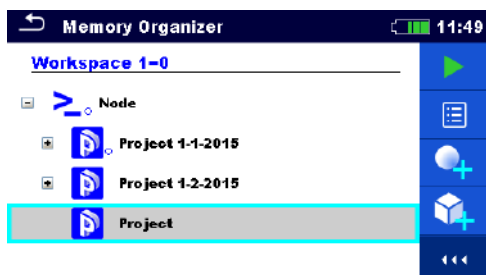 Memory Organizer 11:49
Workspace 1-0
Node
Project 1-1-2015
Project 1-2-2015
Project